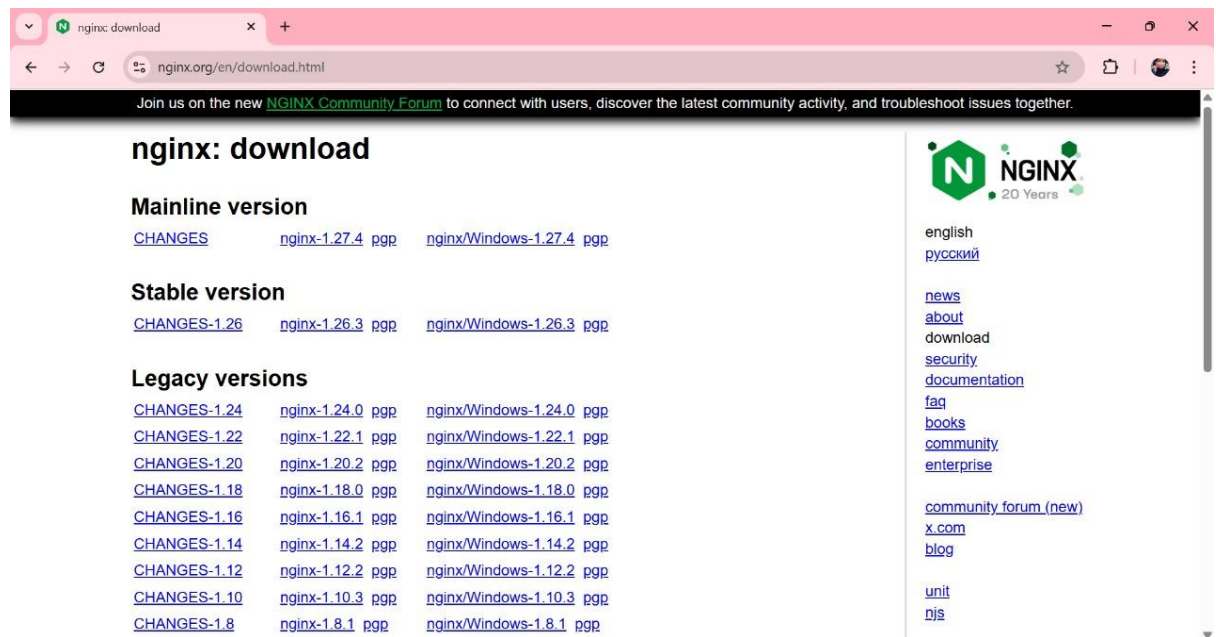 nginx: download
nginx.org/en/download.html
Join us on the new NGINX Community Forum to connect with users, discover the latest community activity, and troubleshoot issues together.
nginx: download
Mainline version
CHANGES nginx-1.27.4 pgp nginx/Windows-1.27.4 pgp
Stable version
CHANGES-1.26 nginx-1.26.3 pgp nginx/Windows-1.26.3 pgp
Legacy versions
CHANGES-1.24 nginx-1.24.0 pgp nginx/Windows-1.24.0 pgp
CHANGES-1.22 nginx-1.22.1 pgp nginx/Windows-1.22.1 pgp
CHANGES-1.20 nginx-1.20.2 pgp nginx/Windows-1.20.2 pgp
CHANGES-1.18 nginx-1.18.0 pgp nginx/Windows-1.18.0 pgp
CHANGES-1.16 nginx-1.16.1 pgp nginx/Windows-1.16.1 pgp
CHANGES-1.14 nginx-1.14.2 pgp nginx/Windows-1.14.2 pgp
CHANGES-1.12 nginx-1.12.2 pgp nginx/Windows-1.12.2 pgp
CHANGES-1.10 nginx-1.10.3 pgp nginx/Windows-1.10.3 pgp
CHANGES-1.8 nginx-1.8.1 pgp nginx/Windows-1.8.1 pgp
N NGINX
20 Years
english
русский
news
about
download
security
documentation
faq
books
community
enterprise
community forum (new)
x.com
blog
unit
njs